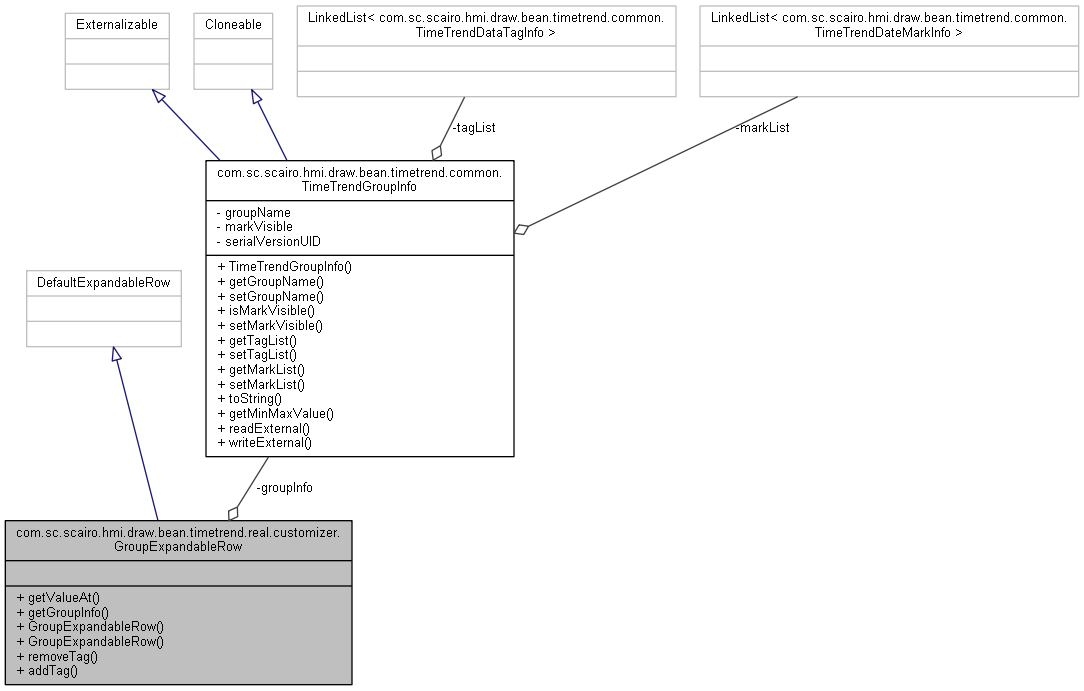 Externalizable
Cloneable
LinkedList< com.sc.scairo.hmi.draw.bean.timetrend.common.
TimeTrendDataTagInfo >
LinkedList< com.sc.scairo.hmi.draw.bean.timetrend.common.
TimeTrendDateMarkInfo >
-tagList
-markList
com.sc.scairo.hmi.draw.bean.timetrend.common.
TimeTrendGroupInfo
- groupName
- markVisible
- serialVersionUID
+ TimeTrendGroupInfo()
+ getGroupName()
+ setGroupName()
+ isMarkVisible()
+ setMarkVisible()
+ getTagList()
+ setTagList()
+ getMarkList()
+ setMarkList()
+ toString()
+ getMinMaxValue()
+ readExternal()
+ writeExternal()
DefaultExpandableRow
-groupInfo
com.sc.scairo.hmi.draw.bean.timetrend.real.customizer.
GroupExpandableRow
+ getValueAt()
+ getGroupInfo()
+ GroupExpandableRow()
+ GroupExpandableRow()
+ removeTag()
+ addTag()